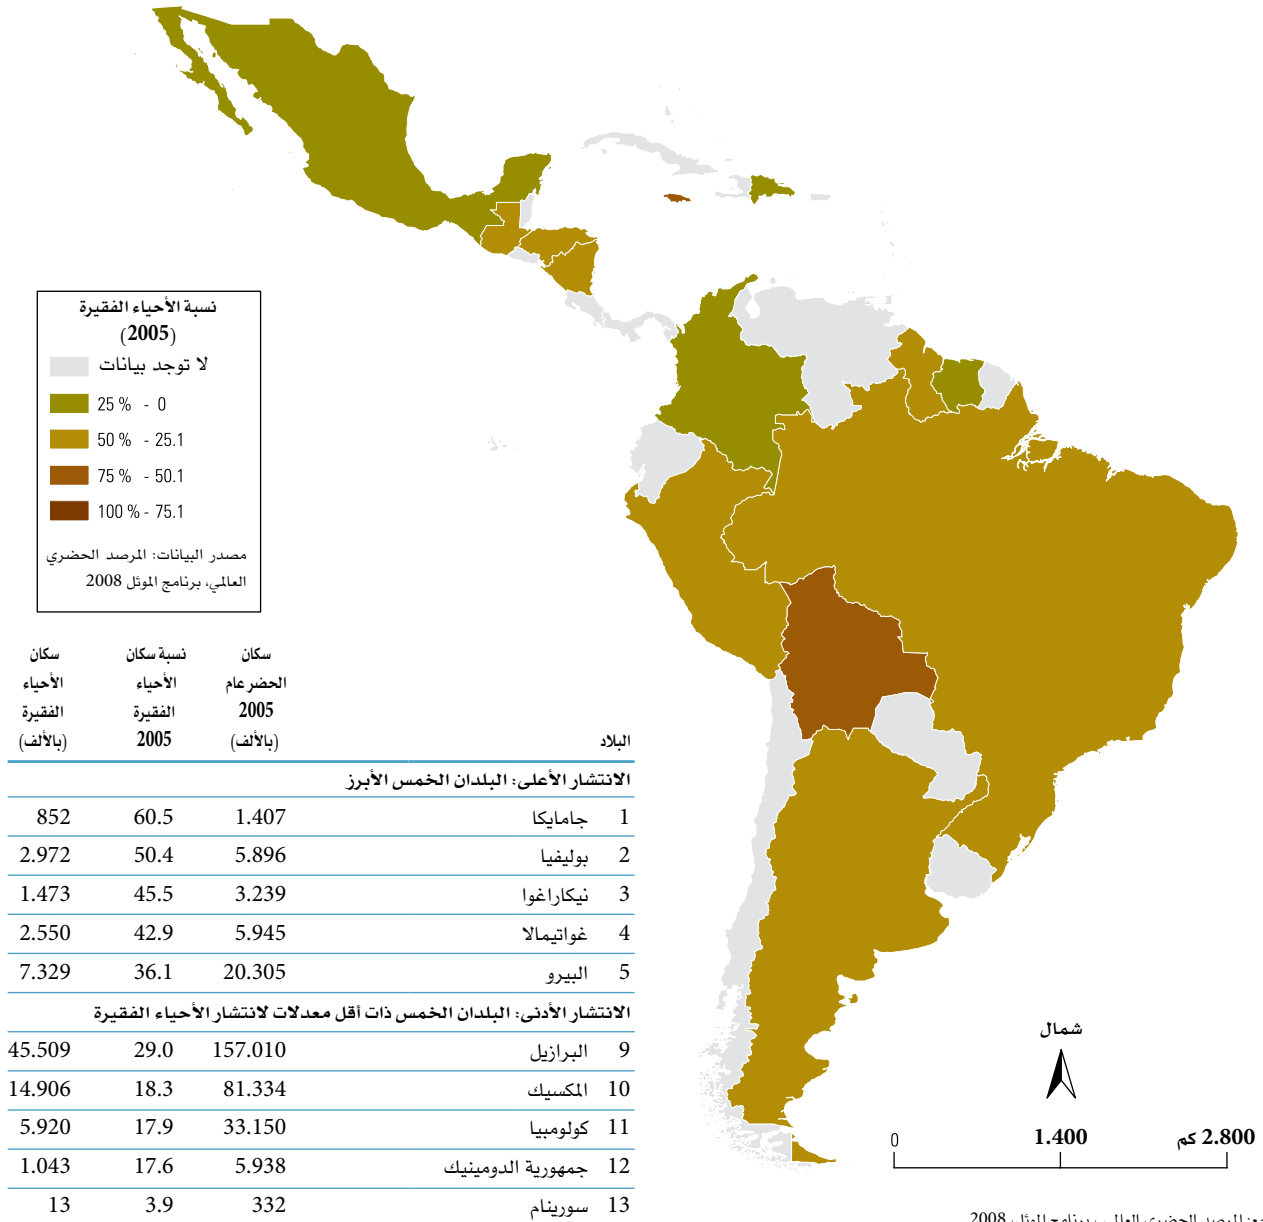 نسبة الأحياء الفقيرة
(2005)
لا توجد بيانات
25 % - 0
50 % - 25.1
75 % - 50.1
100 % - 75.1
مصدر البيانات: المرصد الحضري
العالمي، برنامج الموئل 2008
البلاد	سكان الحضر عام 2005 (بالألف)	نسبة سكان الأحياء الفقيرة 2005	سكان الأحياء الفقيرة (بالألف)
الانتشار الأعلى: البلدان الخمس الأبرز
1 جامايكا 1.407 60.5 852
2 بوليفيا 5.896 50.4 2.972
3 نيكاراغوا 3.239 45.5 1.473
4 غواتيمالا 5.945 42.9 2.550
5 البيرو 20.305 36.1 7.329
الانتشار الأدنى: البلدان الخمس ذات أقل معدلات لانتشار الأحياء الفقيرة
9 البرازيل 157.010 29.0 45.509
10 المكسيك 81.334 18.3 14.906
11 كولومبيا 33.150 17.9 5.920
12 جمهورية الدومينيك 5.938 17.6 1.043
13 سورينام 332 3.9 13
شمال
0 1.400 2.800 كم
المرصد الحضري العالمي، برنامج الموئل، 2008